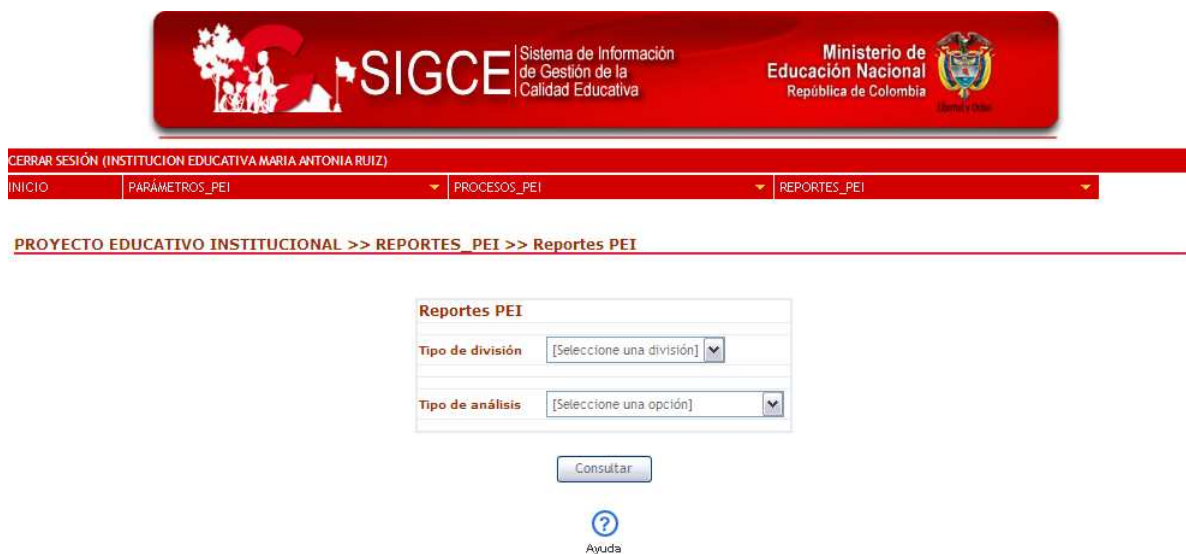 SIGCE
Sistema de Información
de Gestión de la
Calidad Educativa
Ministerio de
Educación Nacional
República de Colombia
Libertad y Orden
CERRAR SESIÓN (INSTITUCION EDUCATIVA MARIA ANTONIA RUIZ)
INICIO PARÁMETROS_PEI PROCESOS_PEI REPORTES_PEI
PROYECTO EDUCATIVO INSTITUCIONAL >> REPORTES_PEI >> Reportes PEI
Reportes PEI
Tipo de división [Seleccione una división]
Tipo de análisis [Seleccione una opción]
Consultar
?
Ayuda